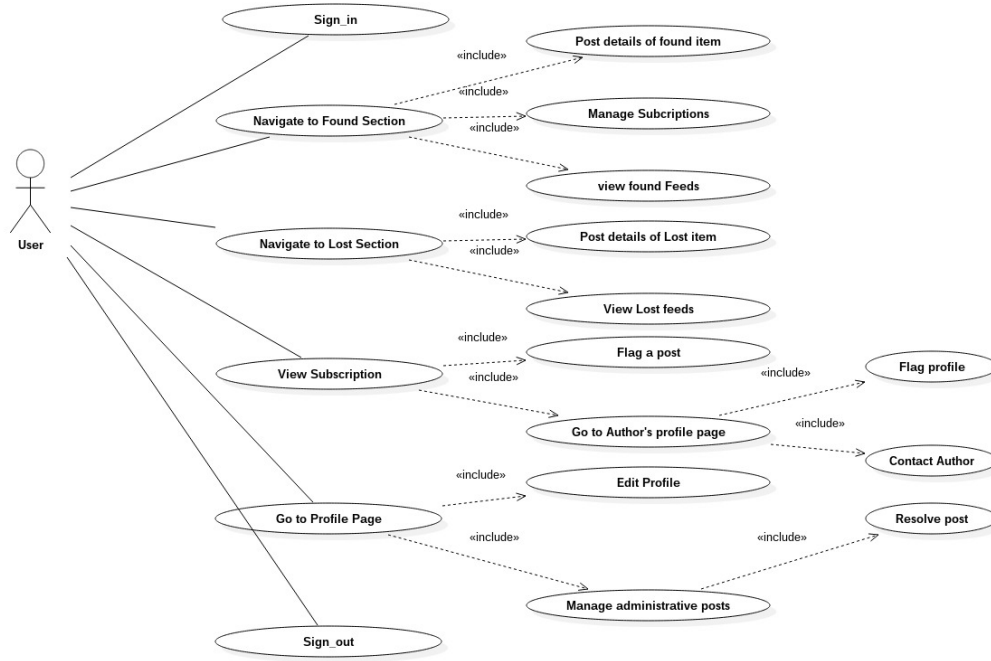 Sign_in
Post details of found item
«include»
«include»
Manage Subcriptions
Navigate to Found Section
«include»
view found Feeds
User
«include»
Post details of Lost item
Navigate to Lost Section
«include»
View Lost feeds
«include»
Flag a post
Flag profile
View Subscription
«include»
«include»
Go to Author's profile page
«include»
Contact Author
«include»
Edit Profile
Go to Profile Page
Resolve post
«include»
«include»
Manage administrative posts
Sign_out